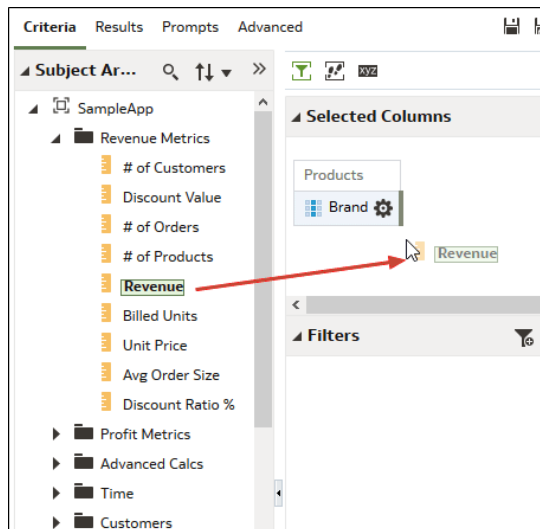 Criteria Results Prompts Advanced
Subject Ar...
SampleApp
Revenue Metrics
# of Customers
Discount Value
# of Orders
# of Products
Revenue
Billed Units
Unit Price
Avg Order Size
Discount Ratio %
Profit Metrics
Advanced Calcs
Time
Customers
xyz
Selected Columns
Products
Brand
Revenue
Filters